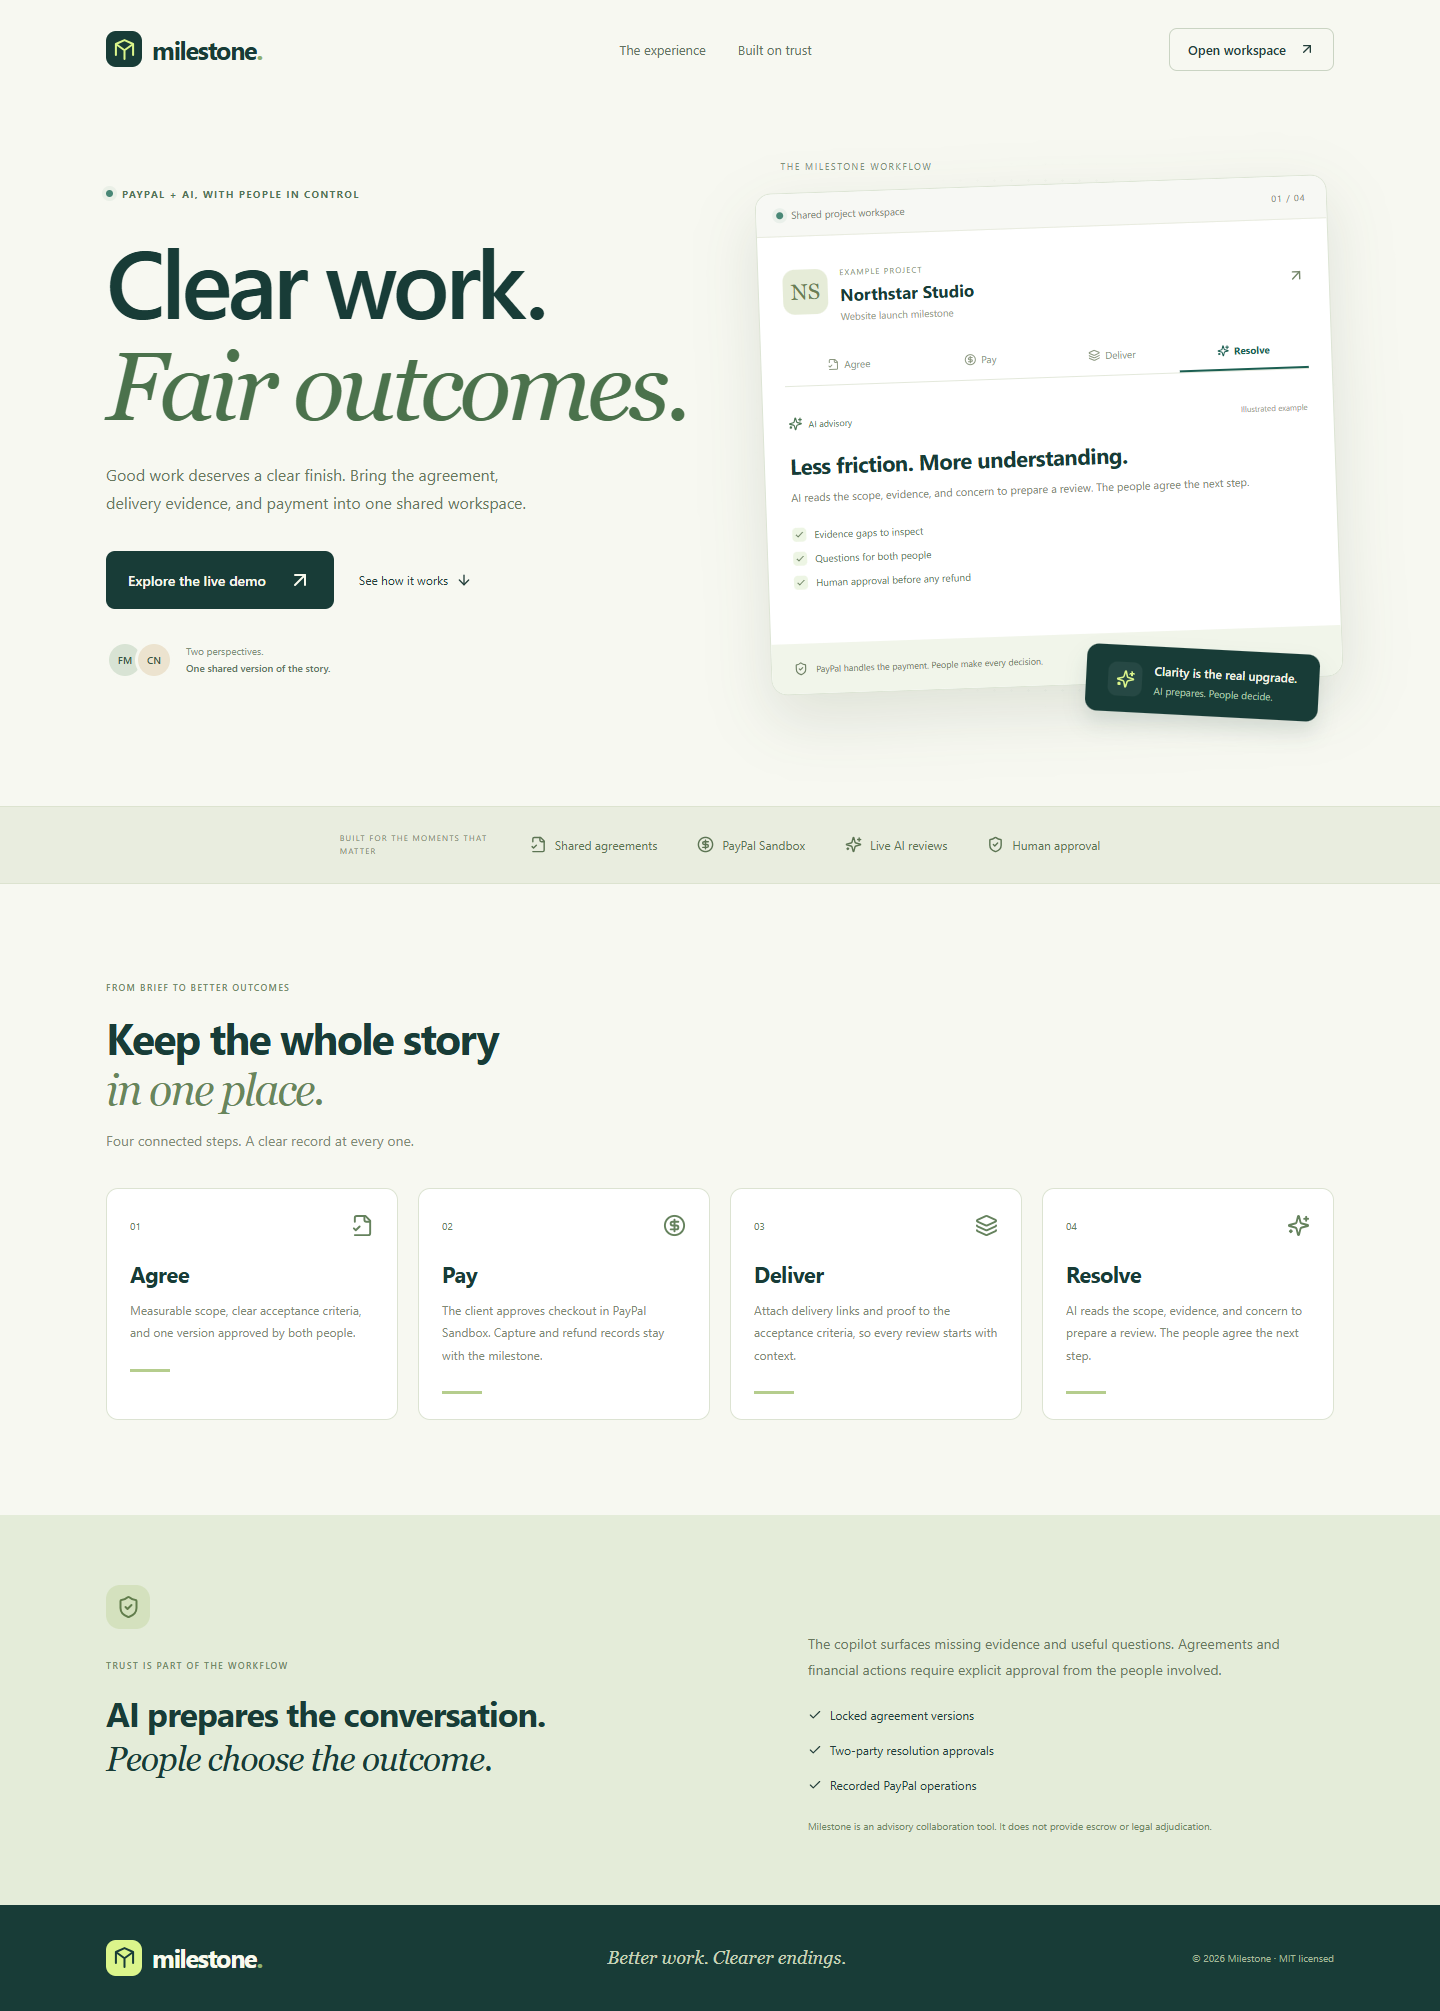 milestone.
The experience
Built on trust
Open workspace
PAYPAL + AI, WITH PEOPLE IN CONTROL
Clear work.
Fair outcomes.
Good work deserves a clear finish. Bring the agreement,
delivery evidence, and payment into one shared workspace.
Explore the live demo
See how it works
FM
CN
Two perspectives.
One shared version of the story.
THE MILESTONE WORKFLOW
Shared project workspace
01 / 04
NS
EXAMPLE PROJECT
Northstar Studio
Website launch milestone
Agree
Pay
Deliver
Resolve
AI advisory
Illustrated example
Less friction. More understanding.
AI reads the scope, evidence, and concern to prepare a review. The people agree the next step.
Evidence gaps to inspect
Questions for both people
Human approval before any refund
PayPal handles the payment. People make every decision.
Clarity is the real upgrade.
AI prepares. People decide.
BUILT FOR THE MOMENTS THAT
MATTER
Shared agreements
PayPal Sandbox
Live AI reviews
Human approval
FROM BRIEF TO BETTER OUTCOMES
Keep the whole story
in one place.
Four connected steps. A clear record at every one.
01
Agree
Measurable scope, clear acceptance criteria,
and one version approved by both people.
02
Pay
The client approves checkout in PayPal
Sandbox. Capture and refund records stay
with the milestone.
03
Deliver
Attach delivery links and proof to the
acceptance criteria, so every review starts with
context.
04
Resolve
AI reads the scope, evidence, and concern to
prepare a review. The people agree the next
step.
TRUST IS PART OF THE WORKFLOW
AI prepares the conversation.
People choose the outcome.
The copilot surfaces missing evidence and useful questions. Agreements and
financial actions require explicit approval from the people involved.
Locked agreement versions
Two-party resolution approvals
Recorded PayPal operations
Milestone is an advisory collaboration tool. It does not provide escrow or legal adjudication.
milestone.
Better work. Clearer endings.
© 2026 Milestone · MIT licensed